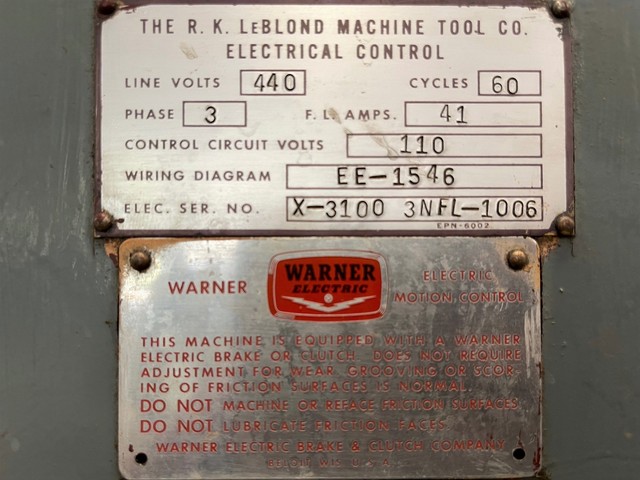 THE R. K. LeBLOND MACHINE TOOL CO.
ELECTRICAL CONTROL
LINE VOLTS 440 CYCLES 60
PHASE 3 F. L. AMPS. 41
CONTROL CIRCUIT VOLTS 110
WIRING DIAGRAM EE-1546
ELEC. SER. NO. X-3100 3NFL-1006
EPN-6002
WARNER WARNER ELECTRIC ELECTRIC
MOTION CONTROL
THIS MACHINE IS EQUIPPED WITH A WARNER
ELECTRIC BRAKE OR CLUTCH. DOES NOT REQUIRE
ADJUSTMENT FOR WEAR. GROOVING OR SCOR-
ING OF FRICTION SURFACES IS NORMAL.
DO NOT MACHINE OR REFACE FRICTION SURFACES
DO NOT LUBRICATE FRICTION FACES
WARNER ELECTRIC BRAKE & CLUTCH COMPANY
BELOIT WIS. U. S. A.